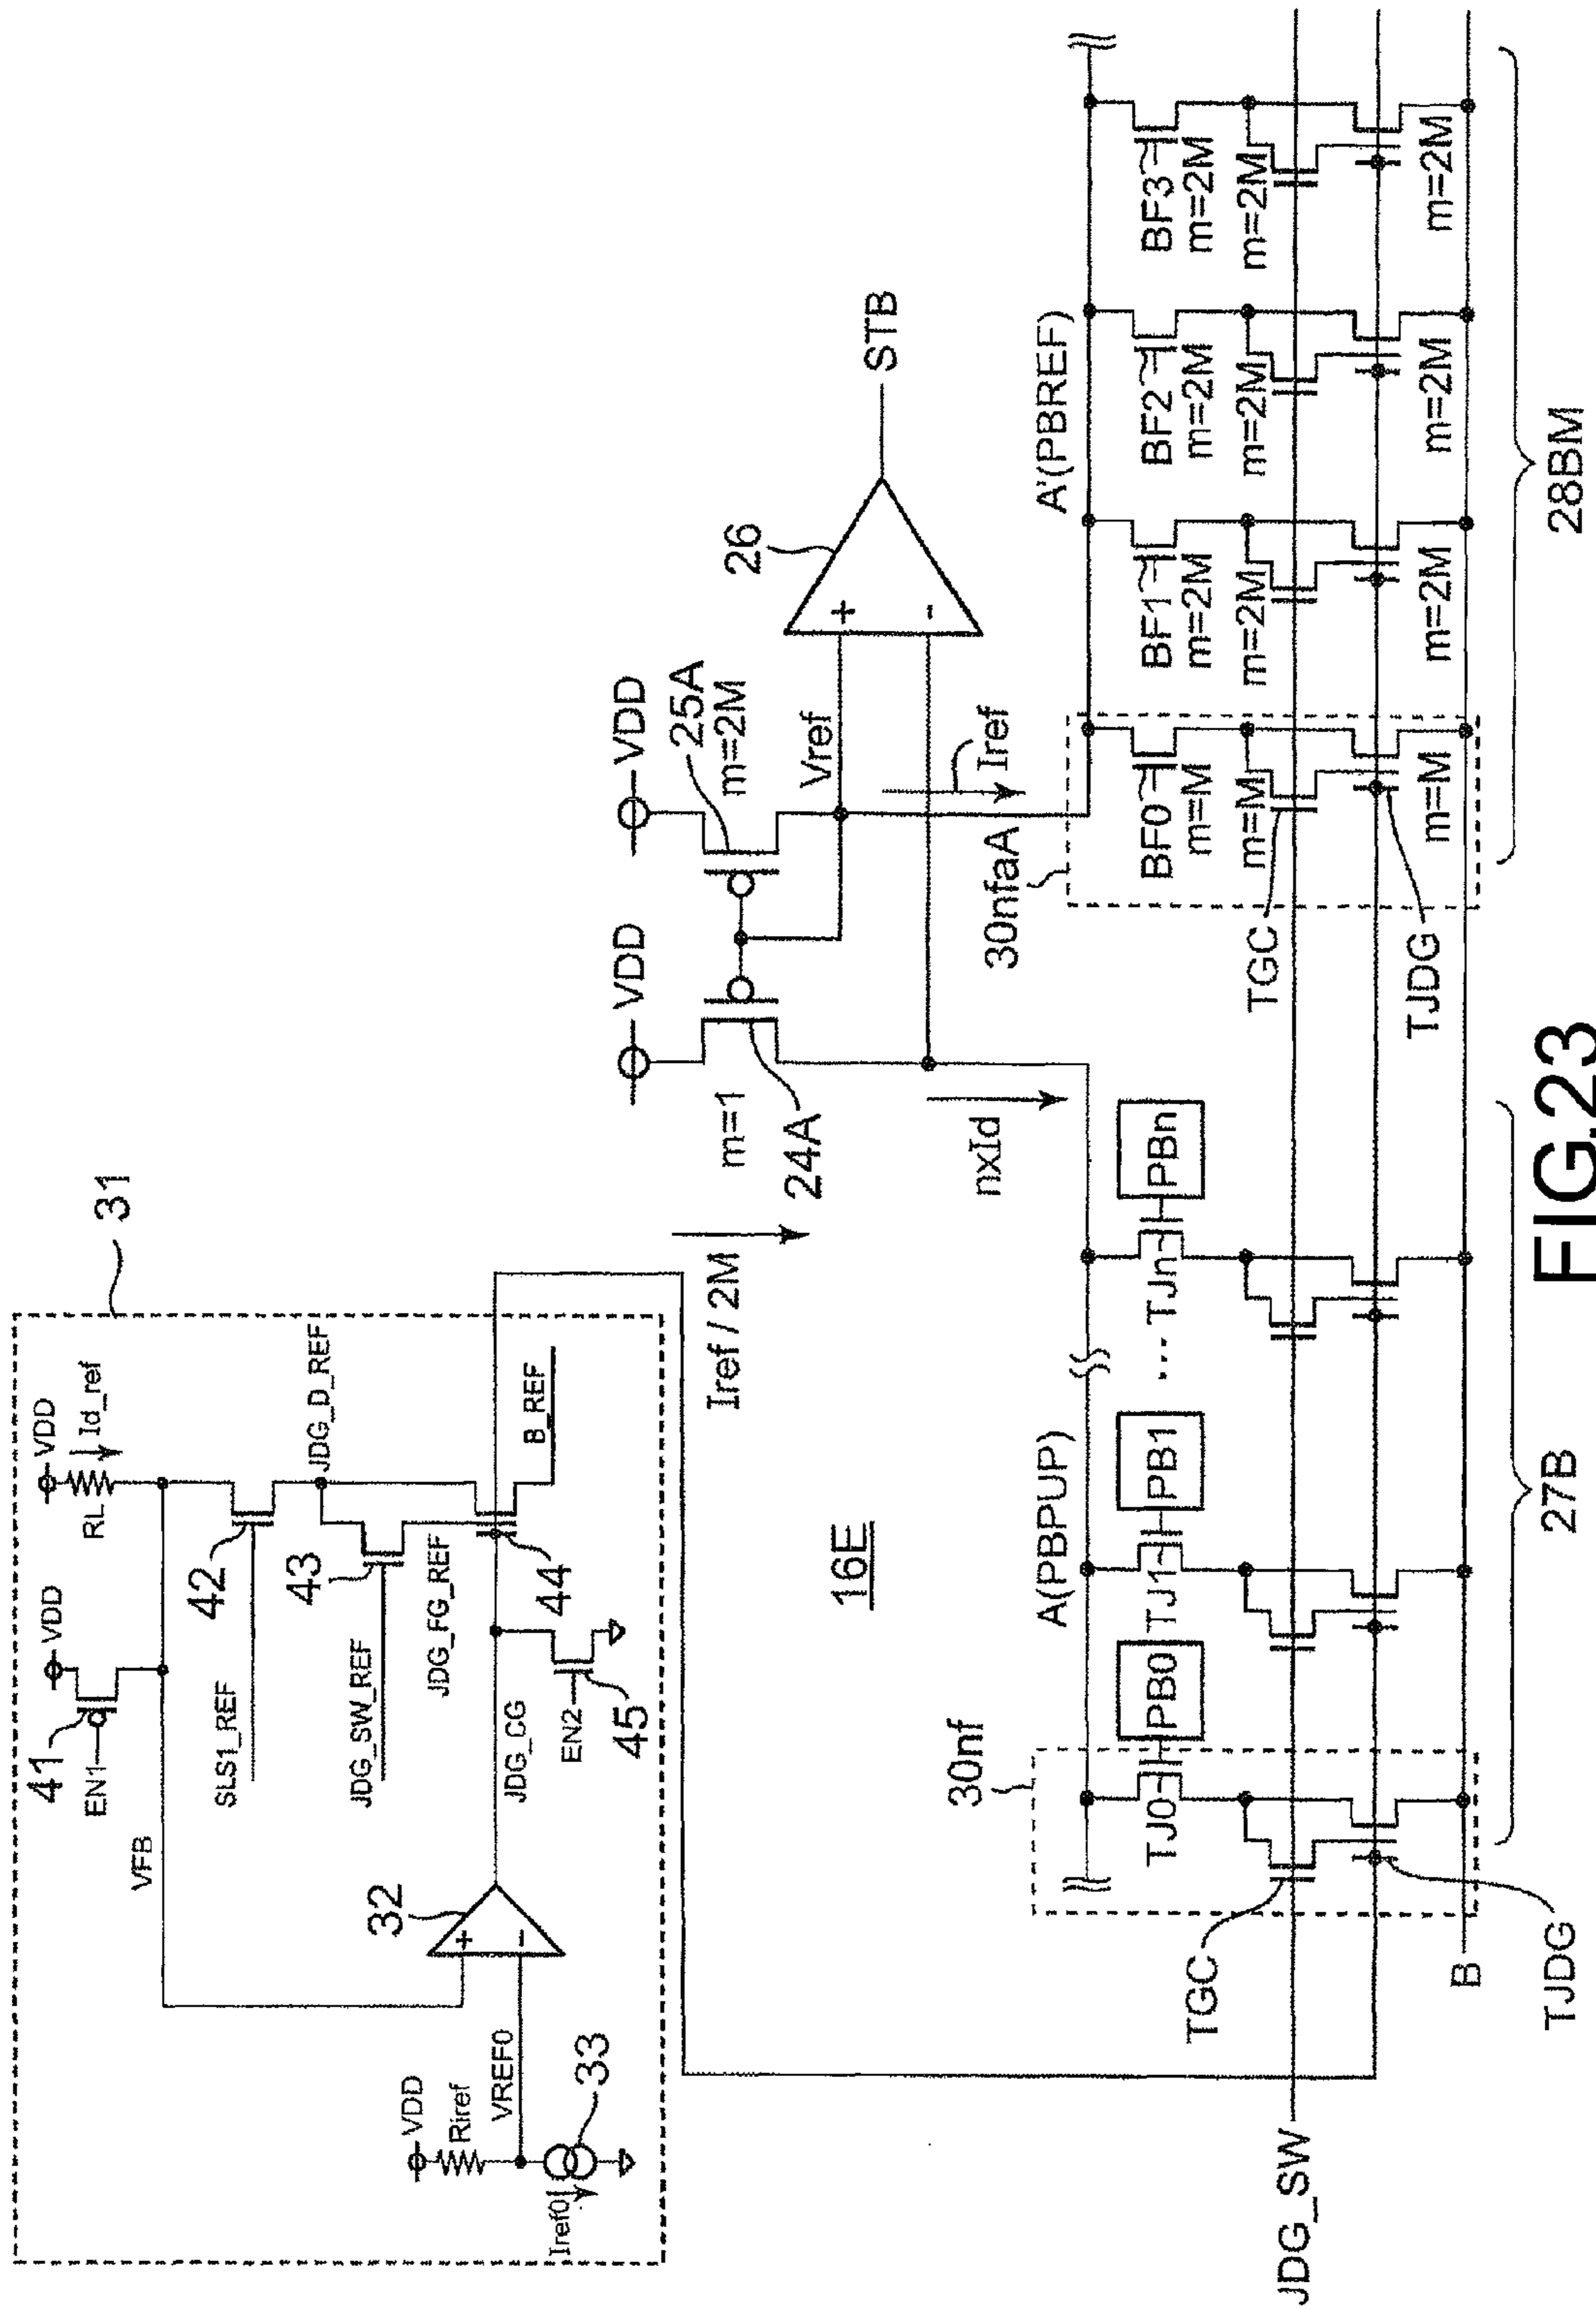 31
VDD
VDD
41
EN1
RL
Id_ref
VFB
SLS1_REF
42
JDG_D_REF
43
JDG_SW_REF
JDG_FG_REF
32
+
-
VDD
Riref
VREF0
Iref0
33
JDG_CG
44
B_REF
EN2
45
Iref / 2M
16E
VDD
VDD
m=1
24A
25A
m=2M
Vref
26
+
-
STB
nxId
Iref
A(PBPUP)
A'(PBREF)
30nf
30nfaA
TJ0
PB0
TJ1
PB1
...
TJn
PBn
BF0
m=M
m=M
m=M
BF1
m=2M
m=2M
m=2M
BF2
m=2M
m=2M
m=2M
BF3
m=2M
m=2M
m=2M
TGC
TGC
JDG_SW
B
TJDG
TJDG
27B
28BM
FIG.23